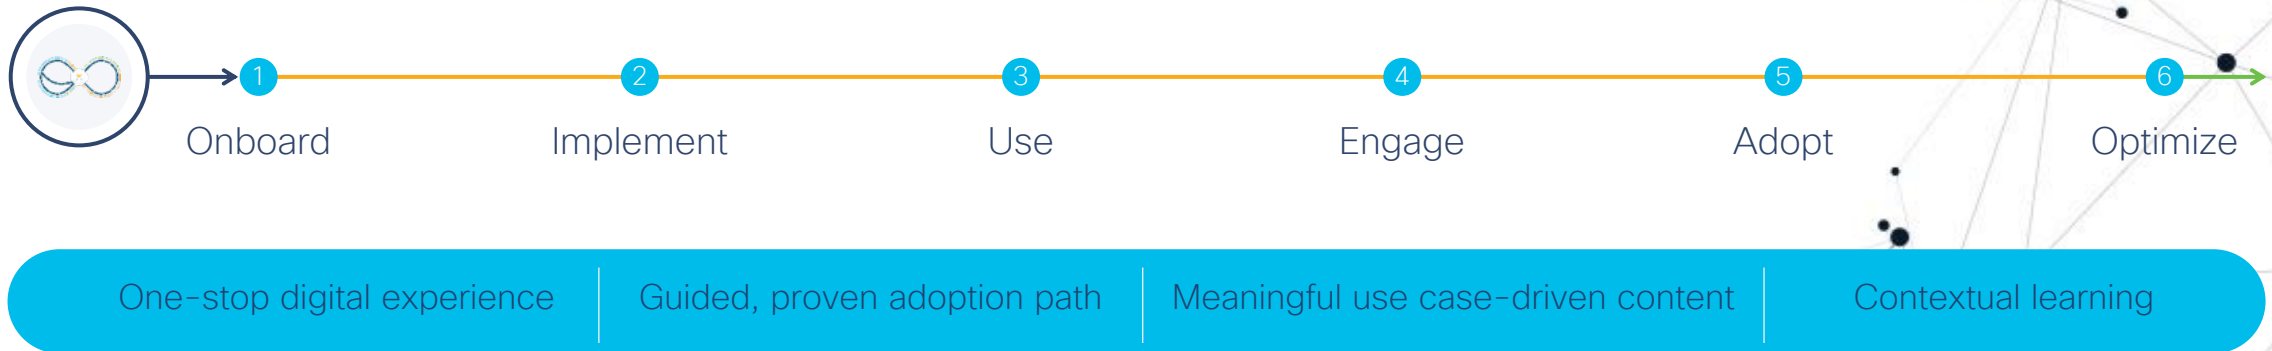 1 2 3 4 5 6
Onboard Implement Use Engage Adopt Optimize
One-stop digital experience Guided, proven adoption path Meaningful use case-driven content Contextual learning